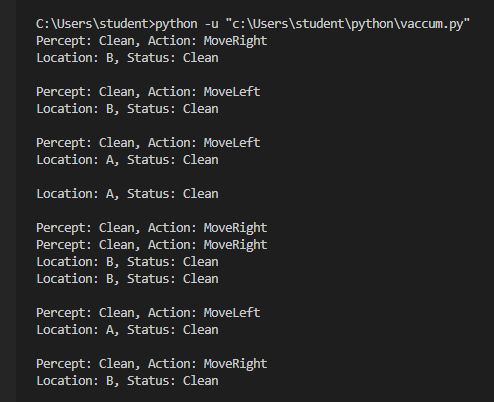 C:\Users\student>python -u "c:\Users\student\python\vaccum.py"
Percept: Clean, Action: MoveRight
Location: B, Status: Clean
Percept: Clean, Action: MoveLeft
Location: B, Status: Clean
Percept: Clean, Action: MoveLeft
Location: A, Status: Clean
Location: A, Status: Clean
Percept: Clean, Action: MoveRight
Percept: Clean, Action: MoveRight
Location: B, Status: Clean
Location: B, Status: Clean
Percept: Clean, Action: MoveLeft
Location: A, Status: Clean
Percept: Clean, Action: MoveRight
Location: B, Status: Clean